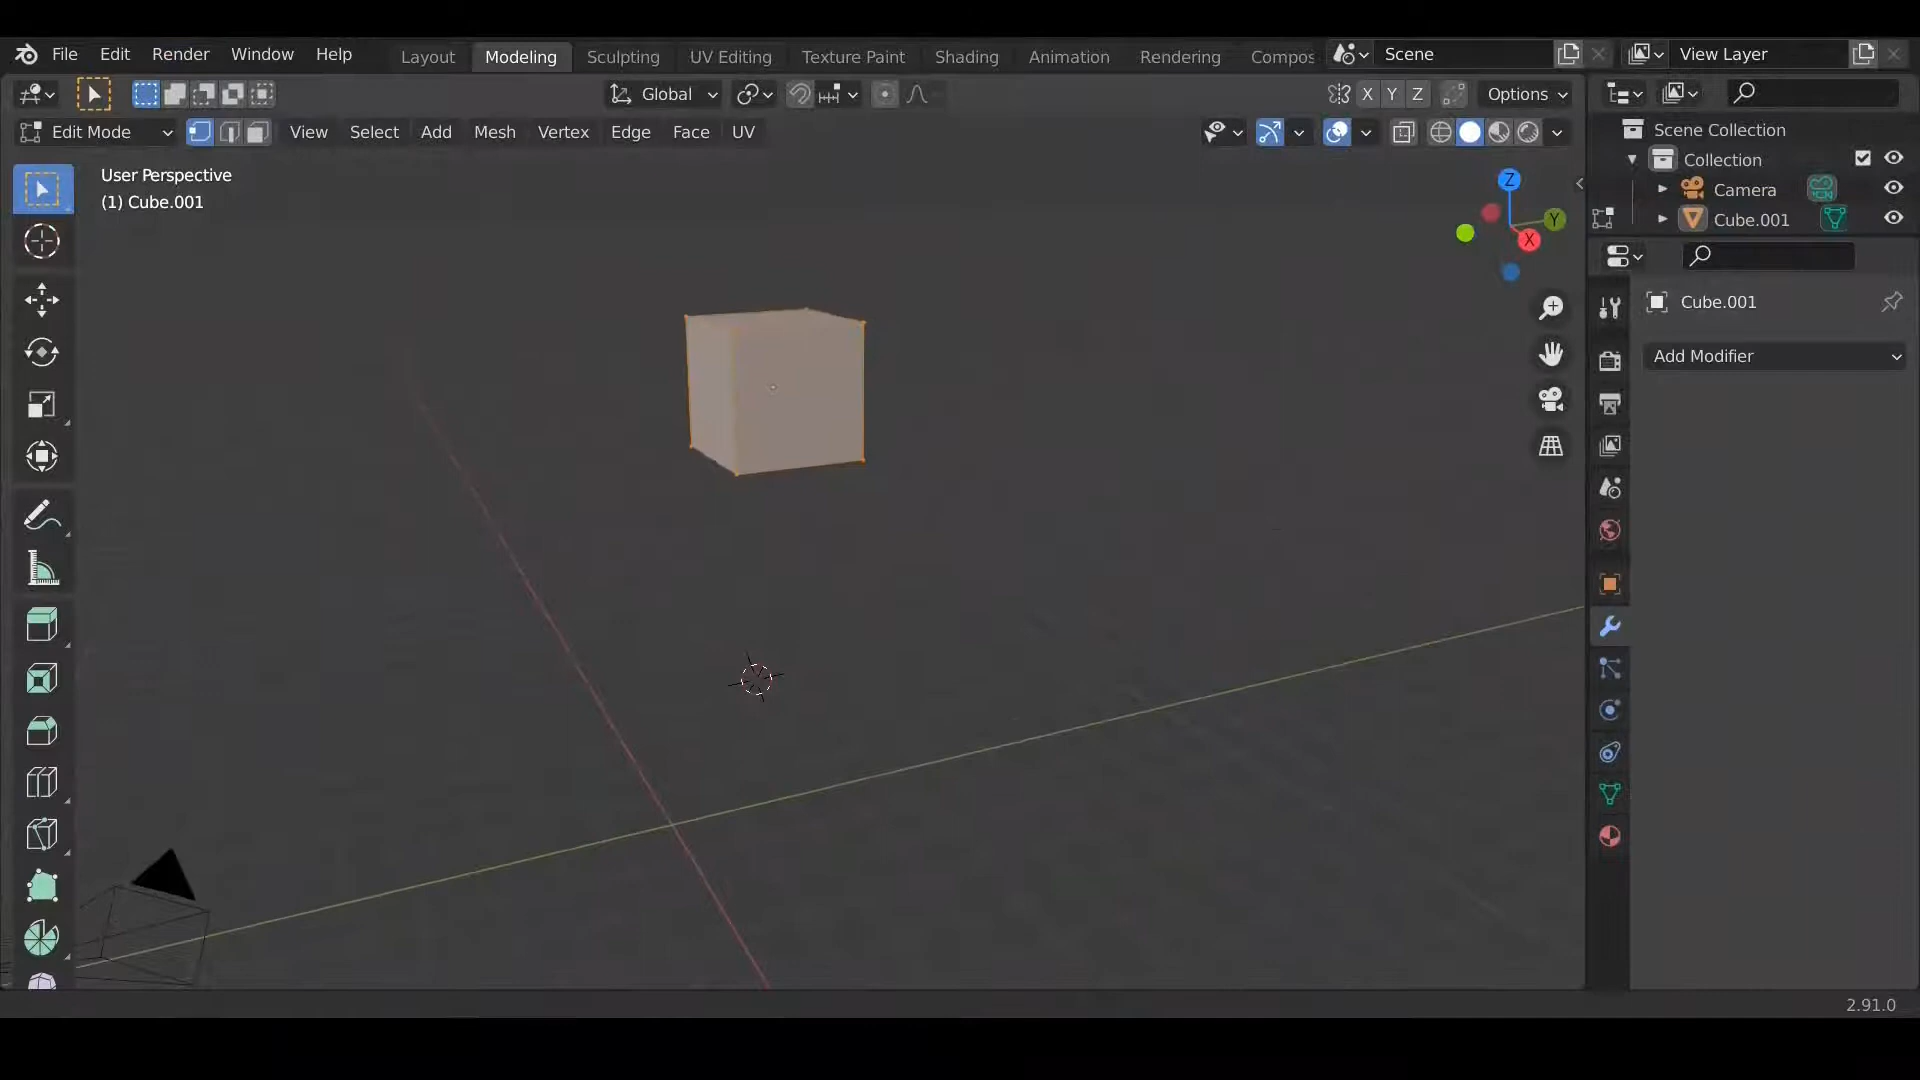 File Edit Render Window Help Layout Modeling Sculpting UV Editing Texture Paint Shading Animation Rendering Compos Scene View Layer
Global X Y Z Options
Edit Mode View Select Add Mesh Vertex Edge Face UV
Scene Collection
Collection
Camera
Cube.001
User Perspective
(1) Cube.001
Z
Y
X
Cube.001
Add Modifier
2.91.0